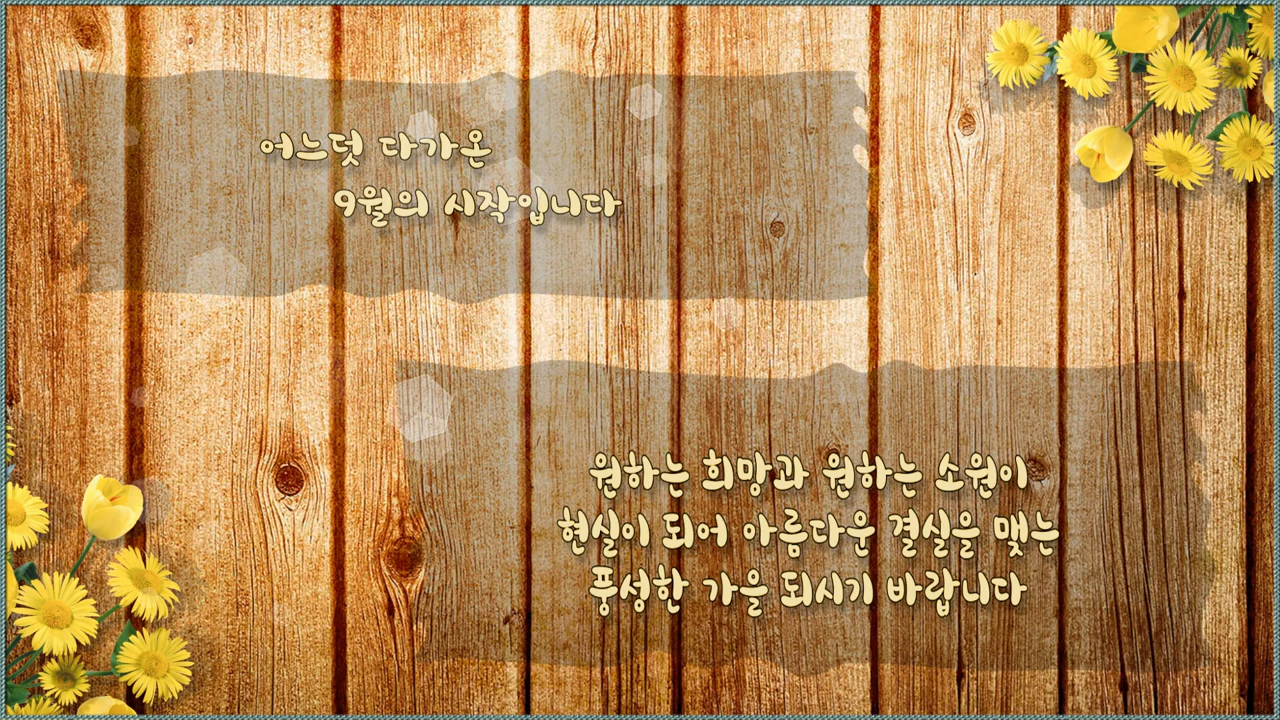 어느덧 다가온
9월의 시작입니다
원하는 희망과 원하는 소원이
현실이 되어 아름다운 결실을 맺는
풍성한 가을 되시기 바랍니다